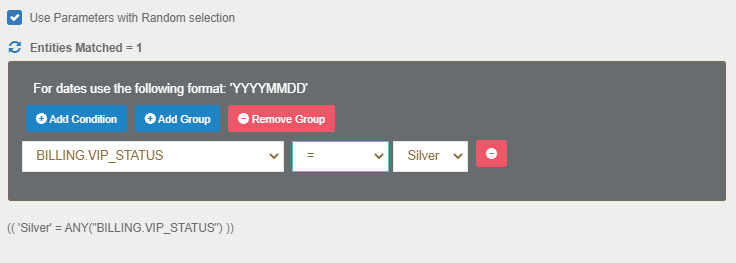 Use Parameters with Random selection
Entities Matched = 1
For dates use the following format: 'YYYYMMDD'
Add Condition Add Group Remove Group
BILLING.VIP_STATUS = Silver
(( 'Silver' = ANY("BILLING.VIP_STATUS") ))